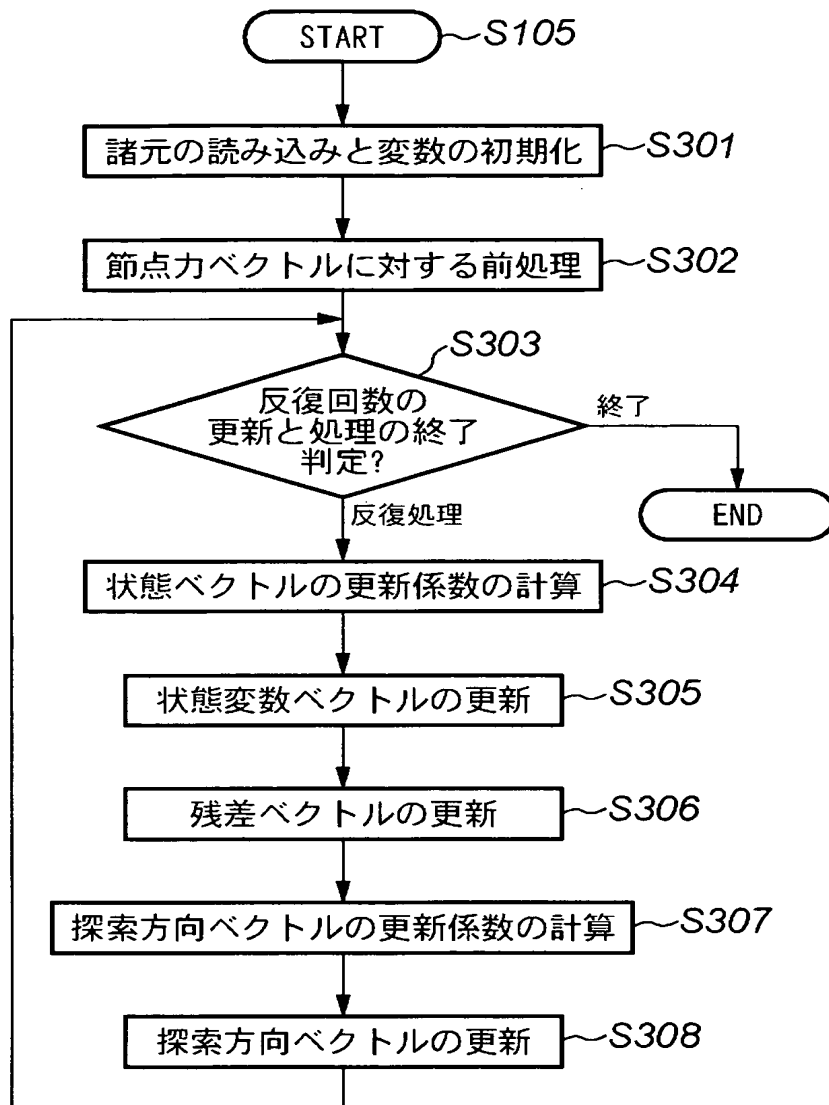 START
S105
諸元の読み込みと変数の初期化
S301
節点力ベクトルに対する前処理
S302
S303
反復回数の
更新と処理の終了
判定?
終了
END
反復処理
状態ベクトルの更新係数の計算
S304
状態変数ベクトルの更新
S305
残差ベクトルの更新
S306
探索方向ベクトルの更新係数の計算
S307
探索方向ベクトルの更新
S308